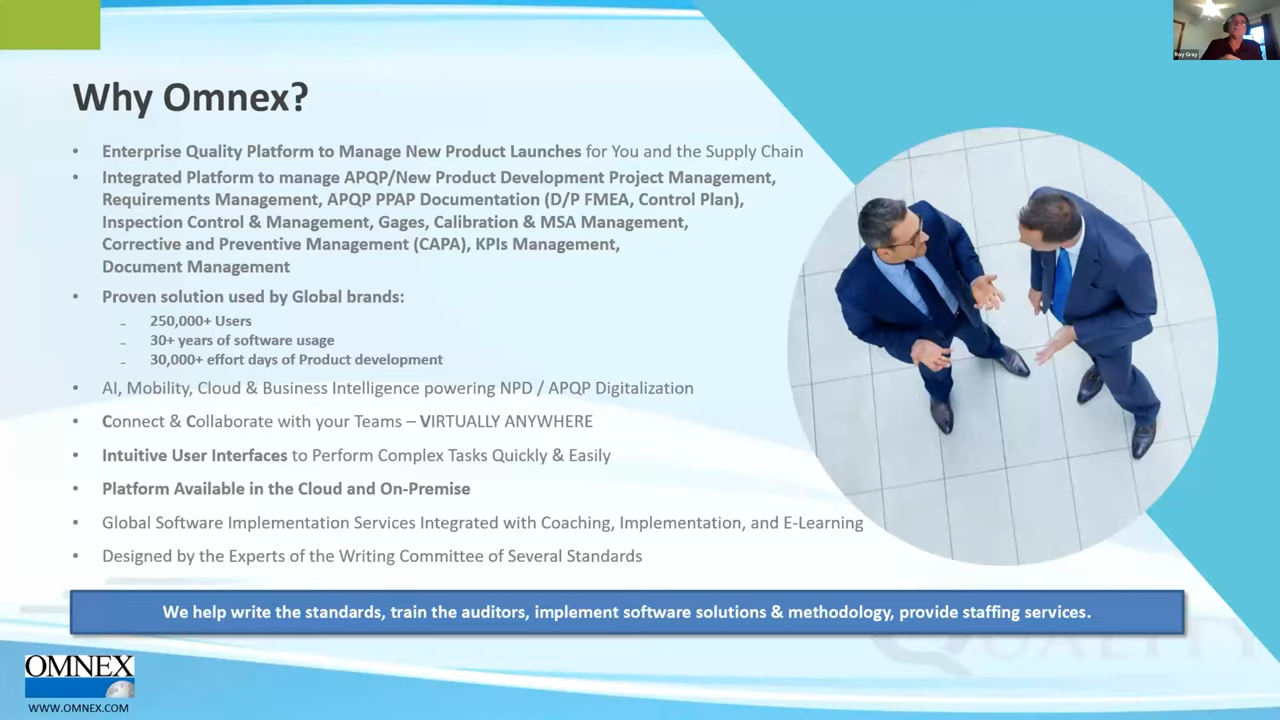 Roy Gray
Why Omnex?
• Enterprise Quality Platform to Manage New Product Launches for You and the Supply Chain
• Integrated Platform to manage APQP/New Product Development Project Management,
Requirements Management, APQP PPAP Documentation (D/P FMEA, Control Plan),
Inspection Control & Management, Gages, Calibration & MSA Management,
Corrective and Preventive Management (CAPA), KPIs Management,
Document Management
• Proven solution used by Global brands:
- 250,000+ Users
- 30+ years of software usage
- 30,000+ effort days of Product development
• AI, Mobility, Cloud & Business Intelligence powering NPD / APQP Digitalization
• Connect & Collaborate with your Teams – VIRTUALLY ANYWHERE
• Intuitive User Interfaces to Perform Complex Tasks Quickly & Easily
• Platform Available in the Cloud and On-Premise
• Global Software Implementation Services Integrated with Coaching, Implementation, and E-Learning
• Designed by the Experts of the Writing Committee of Several Standards
We help write the standards, train the auditors, implement software solutions & methodology, provide staffing services.
QUALITY
OMNEX
WWW.OMNEX.COM